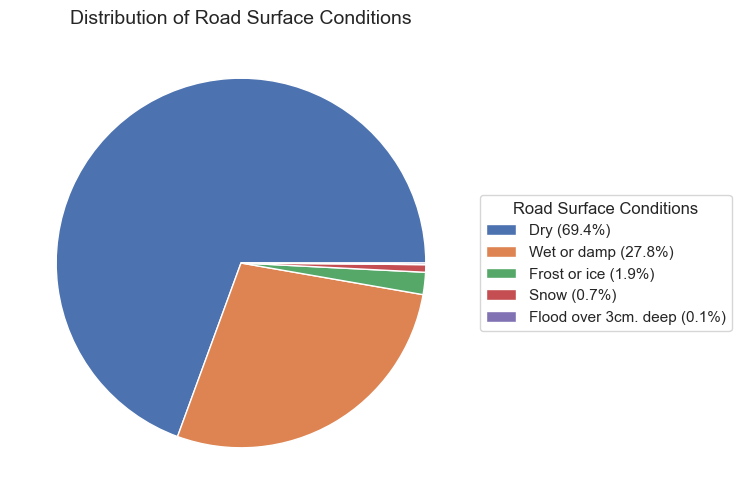 Distribution of Road Surface Conditions
Road Surface Conditions
Dry (69.4%)
Wet or damp (27.8%)
Frost or ice (1.9%)
Snow (0.7%)
Flood over 3cm. deep (0.1%)